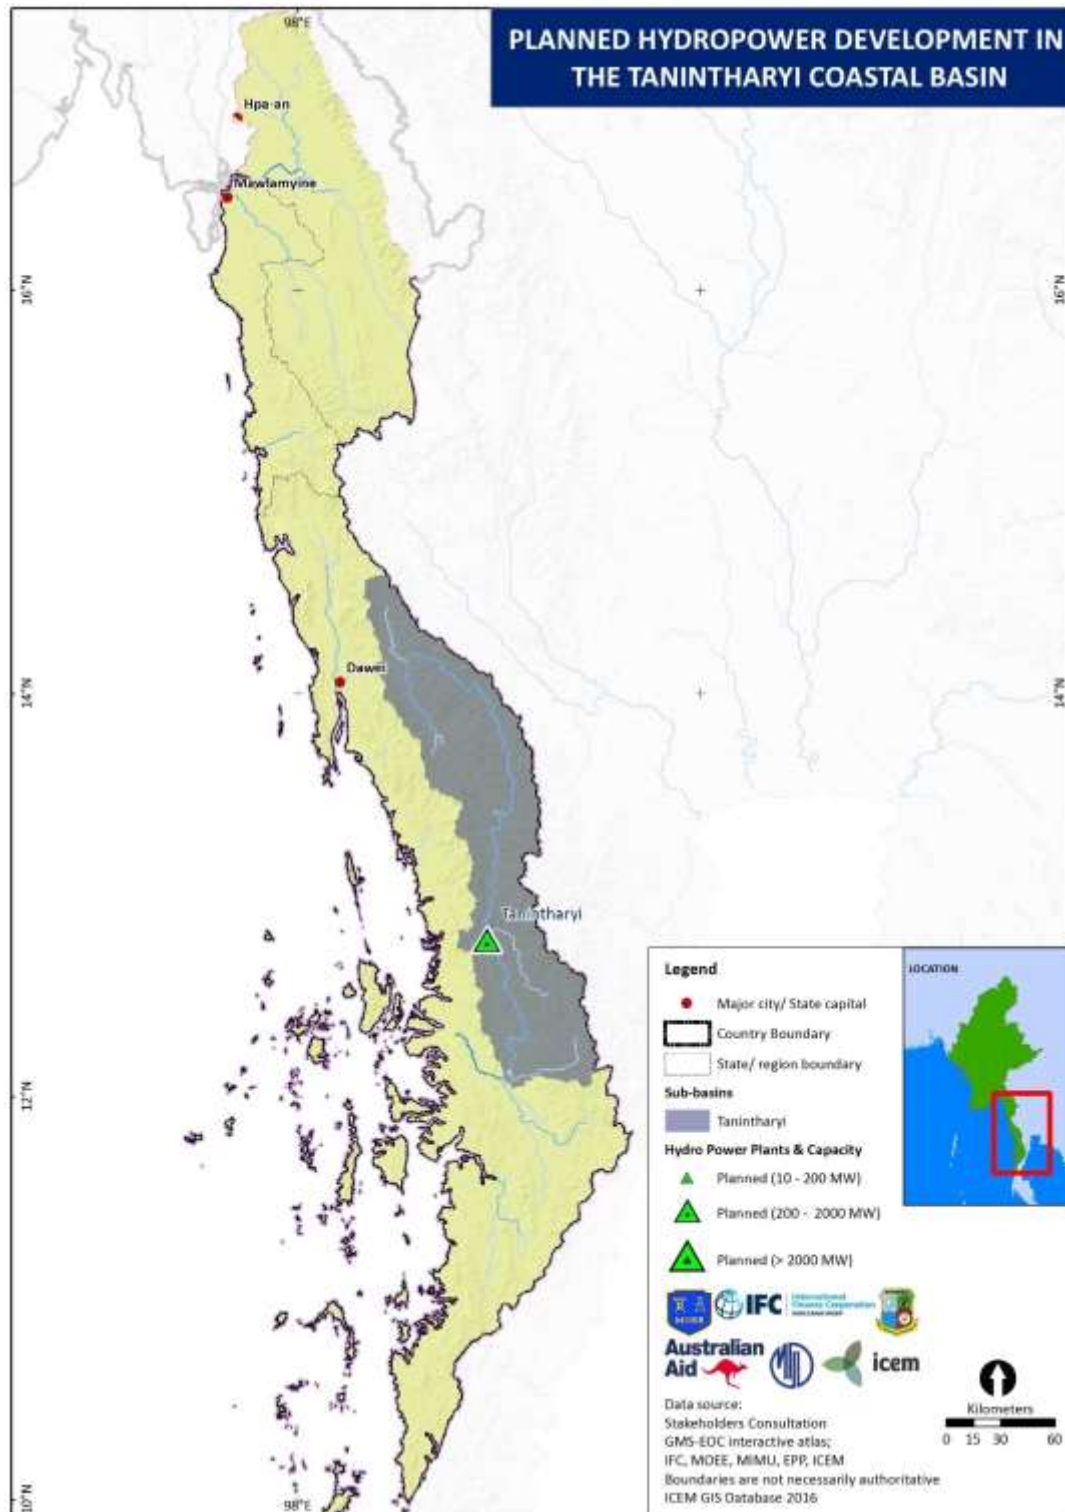 PLANNED HYDROPOWER DEVELOPMENT IN
THE TANINTHARYI COASTAL BASIN
98°E
Hpa-an
Mawlamyine
16°N
16°N
Dawei
14°N
14°N
Tanintharyi
12°N
10°N
98°E
Legend
Major city/ State capital
Country Boundary
State/ region boundary
Sub-basins
Tanintharyi
Hydro Power Plants & Capacity
Planned (10 - 200 MW)
Planned (200 - 2000 MW)
Planned (> 2000 MW)
LOCATION
IFC
International
Finance Corporation
Australian
Aid
icem
Kilometers
0 15 30 60
Data source:
Stakeholders Consultation
GMS-EOC interactive atlas;
IFC, MOEE, MIMU, EPP, ICEM
Boundaries are not necessarily authoritative
ICEM GIS Database 2016